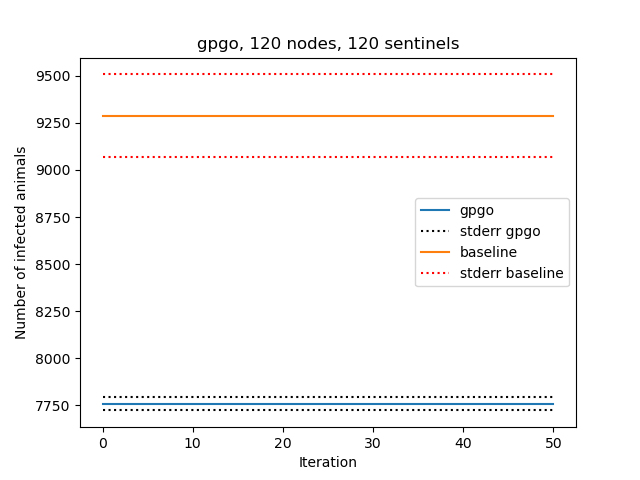 gpgo, 120 nodes, 120 sentinels
9500
9250
9000
8750
8500
8250
8000
7750
Number of infected animals
gpgo
stderr gpgo
baseline
stderr baseline
0 10 20 30 40 50
Iteration